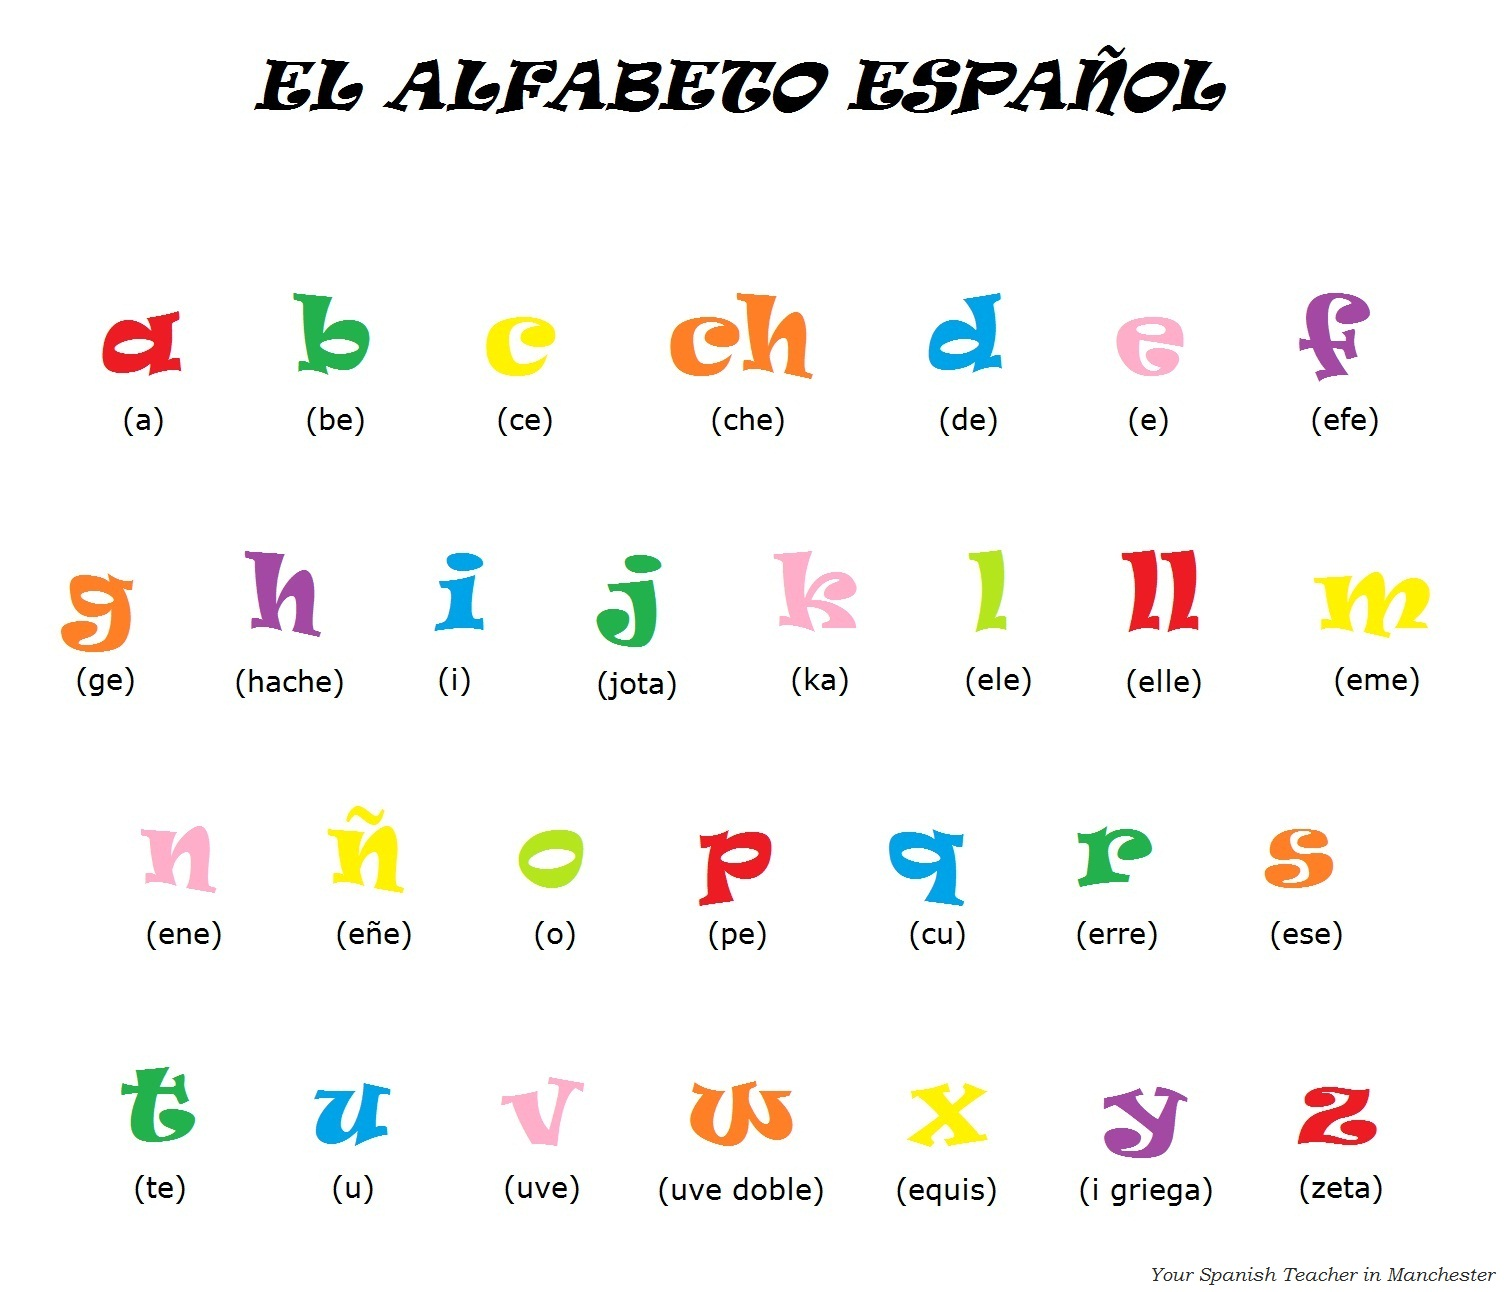 EL ALFABETO ESPAÑOL
a b c ch d e f
(a) (be) (ce) (che) (de) (e) (efe)
g h i j k l ll m
(ge) (hache) (i) (jota) (ka) (ele) (elle) (eme)
n ñ o p q r s
(ene) (eñe) (o) (pe) (cu) (erre) (ese)
t u v w x y z
(te) (u) (uve) (uve doble) (equis) (i griega) (zeta)
Your Spanish Teacher in Manchester